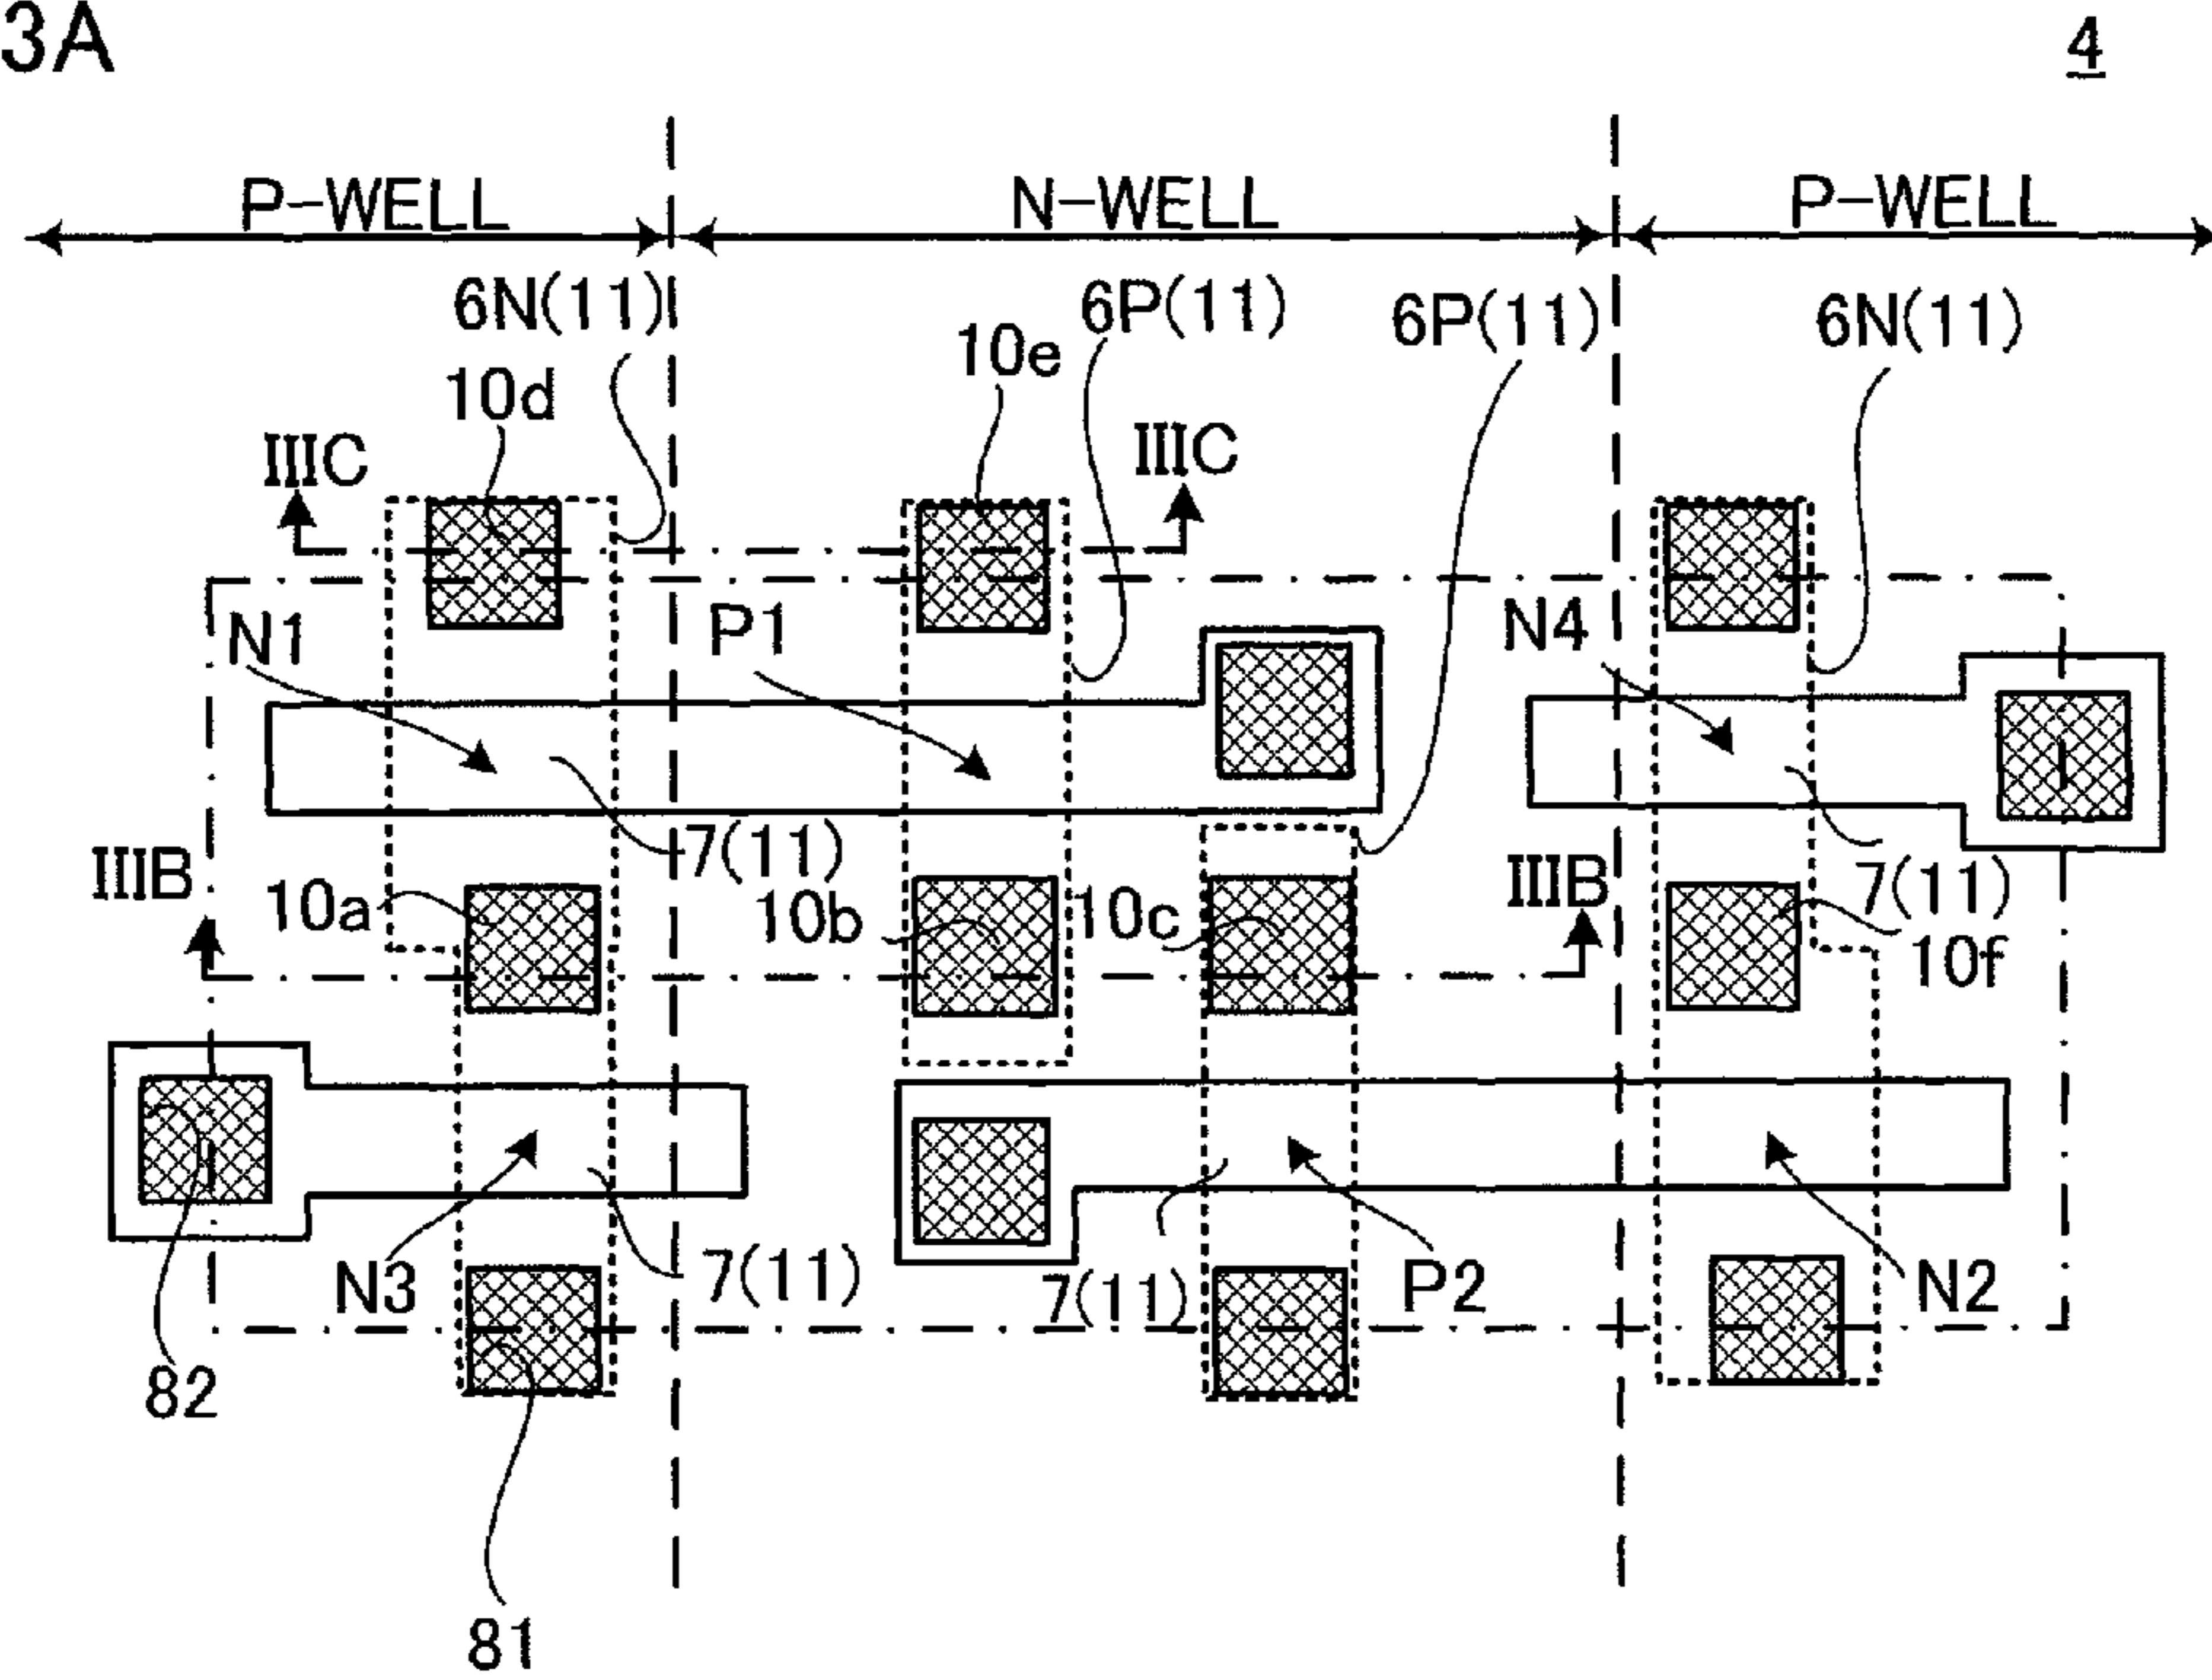 3A 4
P-WELL N-WELL P-WELL
6N(11) 6P(11) 6P(11) 6N(11)
10d 10e
IIIC IIIC
N1 P1 N4
7(11)
IIIB 10a 10b 10c IIIB 7(11)
10f
N3 7(11) 7(11) P2 N2
82
81